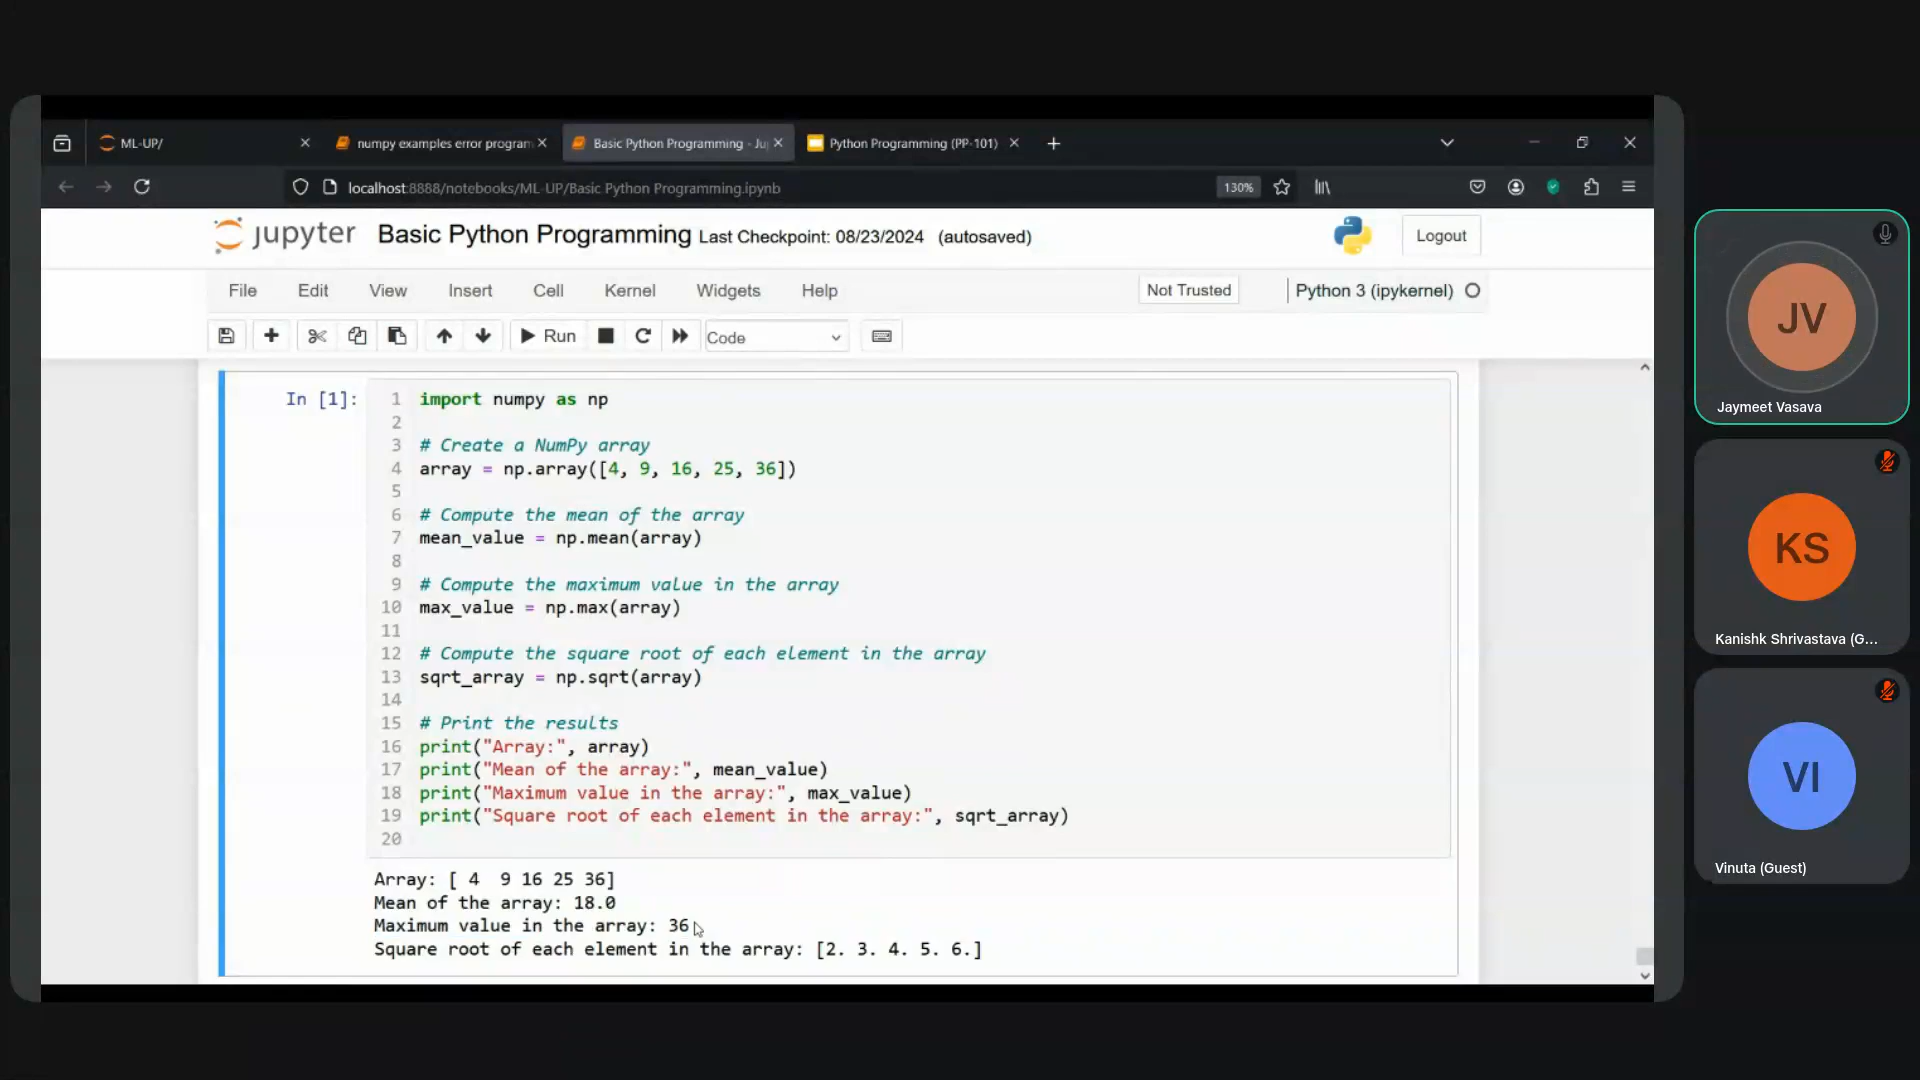 ML-UP/
numpy examples error program
Basic Python Programming - Ju
Python Programming (PP-101)
localhost:8888/notebooks/ML-UP/Basic Python Programming.ipynb
130%
jupyter Basic Python Programming Last Checkpoint: 08/23/2024 (autosaved)
Logout
File Edit View Insert Cell Kernel Widgets Help
Not Trusted
Python 3 (ipykernel)
Run
Code
In [1]:
1 import numpy as np
2
3 # Create a NumPy array
4 array = np.array([4, 9, 16, 25, 36])
5
6 # Compute the mean of the array
7 mean_value = np.mean(array)
8
9 # Compute the maximum value in the array
10 max_value = np.max(array)
11
12 # Compute the square root of each element in the array
13 sqrt_array = np.sqrt(array)
14
15 # Print the results
16 print("Array:", array)
17 print("Mean of the array:", mean_value)
18 print("Maximum value in the array:", max_value)
19 print("Square root of each element in the array:", sqrt_array)
20
Array: [ 4  9 16 25 36]
Mean of the array: 18.0
Maximum value in the array: 36
Square root of each element in the array: [2. 3. 4. 5. 6.]
JV
Jaymeet Vasava
KS
Kanishk Shrivastava (G...
VI
Vinuta (Guest)